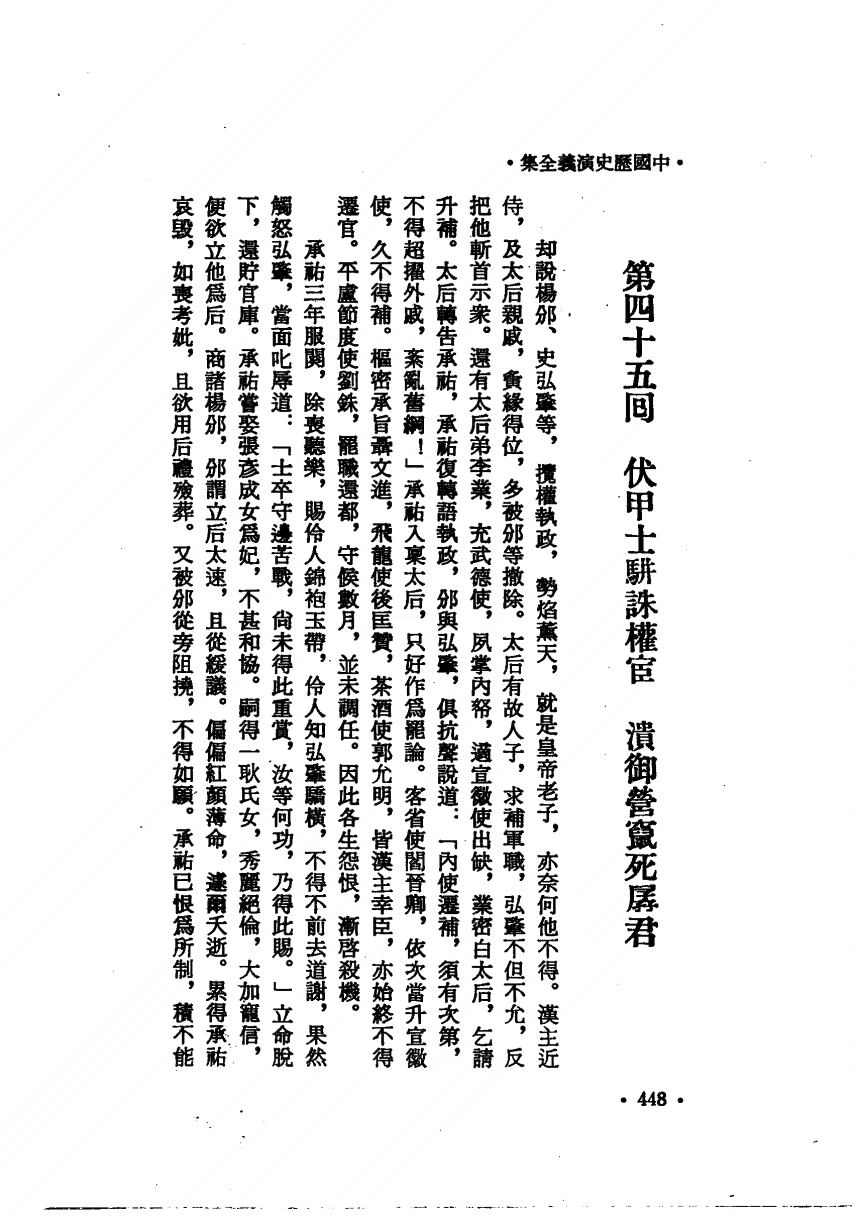 •中國歷史演義全集•
第四十五回　伏甲士駢誅權宦　潰御營竄死孱君
却說楊邠、史弘肇等，攬權執政，勢焰薰天，就是皇帝老子，亦奈何他不得。漢主近
侍，及太后親戚，夤緣得位，多被邠等撤除。太后有故人子，求補軍職，弘肇不但不允，反
把他斬首示衆。還有太后弟李業，充武德使，夙掌內帑，適宣徽使出缺，業密白太后，乞請
升補。太后轉告承祐，承祐復轉語執政，邠與弘肇，俱抗聲說道：「內使遷補，須有次第，
不得超擢外戚，紊亂舊綱！」承祐入稟太后，只好作爲罷論。客省使閻晉卿，依次當升宣徽
使，久不得補。樞密承旨聶文進，飛龍使後匡贊，茶酒使郭允明，皆漢主幸臣，亦始終不得
遷官。平盧節度使劉銖，罷職還都，守候數月，並未調任。因此各生怨恨，漸啓殺機。
承祐三年服闋，除喪聽樂，賜伶人錦袍玉帶，伶人知弘肇驕橫，不得不前去道謝，果然
觸怒弘肇，當面叱辱道：「士卒守邊苦戰，尙未得此重賞，汝等何功，乃得此賜。」立命脫
下，還貯官庫。承祐嘗娶張彥成女爲妃，不甚和協。嗣得一耿氏女，秀麗絕倫，大加寵信，
便欲立他爲后。商諸楊邠，邠謂立后太速，且從緩議。偏偏紅顏薄命，遽爾夭逝。累得承祐
哀毀，如喪考妣，且欲用后禮殮葬。又被邠從旁阻撓，不得如願。承祐已恨爲所制，積不能
•448•